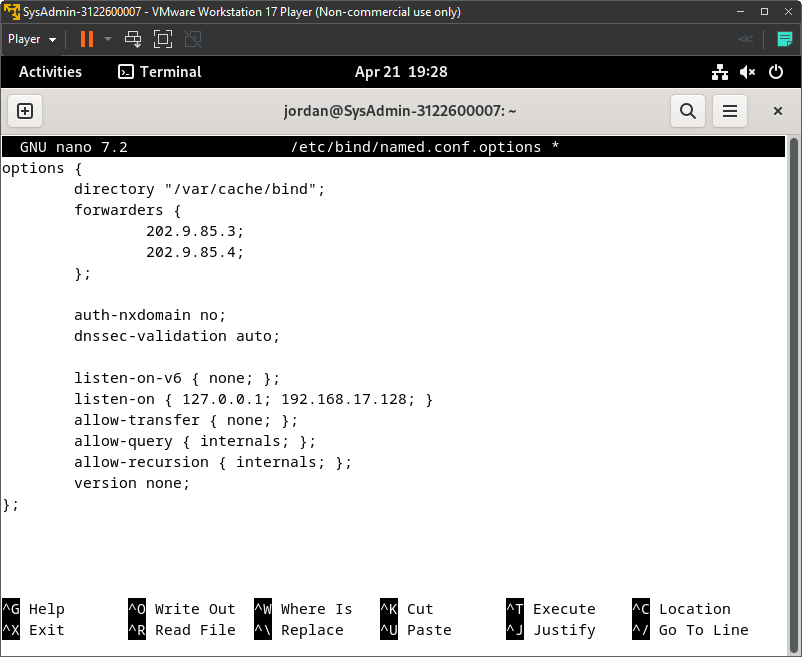 SysAdmin-3122600007 - VMware Workstation 17 Player (Non-commercial use only)
Player
Activities Terminal Apr 21 19:28
jordan@SysAdmin-3122600007: ~
GNU nano 7.2 /etc/bind/named.conf.options *
options {
directory "/var/cache/bind";
forwarders {
202.9.85.3;
202.9.85.4;
};
auth-nxdomain no;
dnssec-validation auto;
listen-on-v6 { none; };
listen-on { 127.0.0.1; 192.168.17.128; }
allow-transfer { none; };
allow-query { internals; };
allow-recursion { internals; };
version none;
};
^G Help ^O Write Out ^W Where Is ^K Cut ^T Execute ^C Location
^X Exit ^R Read File ^\ Replace ^U Paste ^J Justify ^/ Go To Line